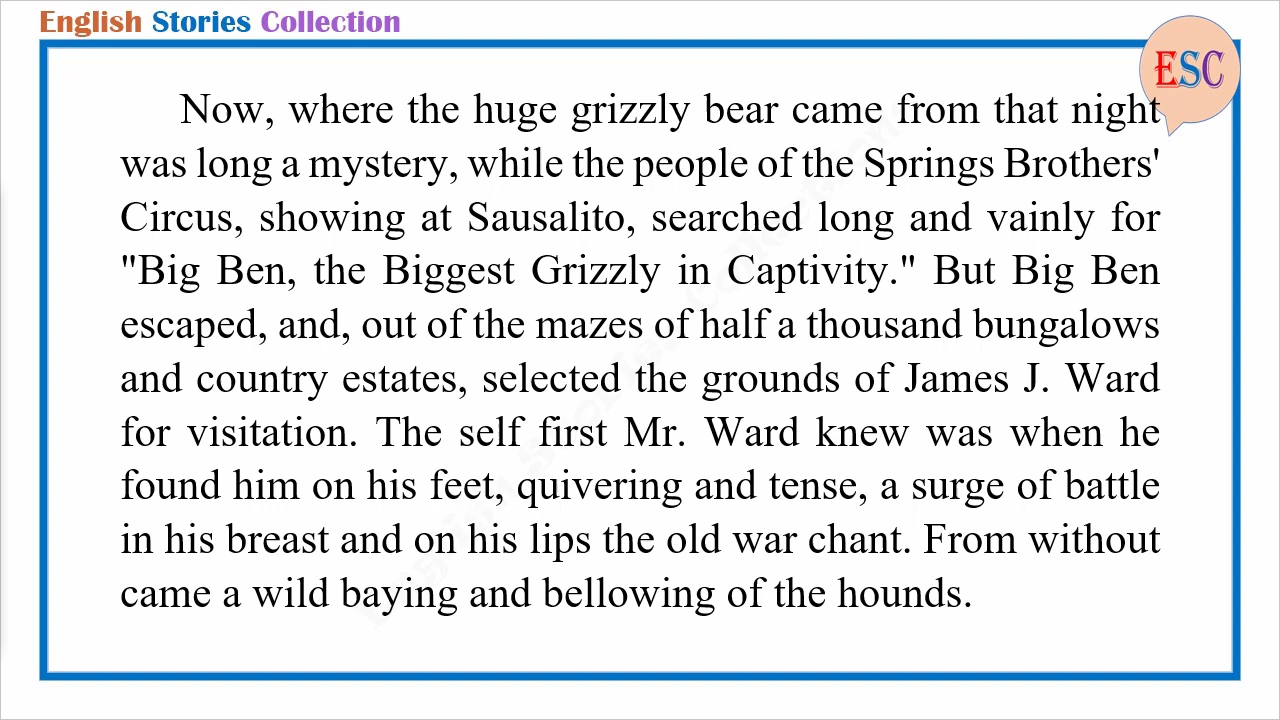 English Stories Collection
ESC
Now, where the huge grizzly bear came from that night
was long a mystery, while the people of the Springs Brothers'
Circus, showing at Sausalito, searched long and vainly for
"Big Ben, the Biggest Grizzly in Captivity." But Big Ben
escaped, and, out of the mazes of half a thousand bungalows
and country estates, selected the grounds of James J. Ward
for visitation. The self first Mr. Ward knew was when he
found him on his feet, quivering and tense, a surge of battle
in his breast and on his lips the old war chant. From without
came a wild baying and bellowing of the hounds.